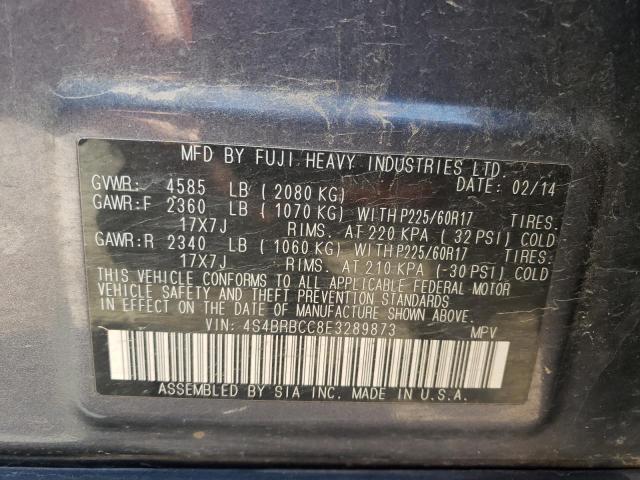 MFD BY FUJI HEAVY INDUSTRIES LTD.
GVWR: 4585 LB (2080 KG) DATE: 02/14
GAWR:F 2360 LB (1070 KG) WITH P225/60R17 TIRES.
17X7J RIMS. AT 220 KPA (32 PSI) COLD
GAWR:R 2340 LB (1060 KG) WITH P225/60R17 TIRES.
17X7J RIMS. AT 210 KPA (-30 PSI) COLD
THIS VEHICLE CONFORMS TO ALL APPLICABLE FEDERAL MOTOR
VEHICLE SAFETY AND THEFT PREVENTION STANDARDS
IN EFFECT ON THE DATE OF MANUFACTURE SHOWN ABOVE.
VIN: 4S4BRBCC8E3289873 MPV
ASSEMBLED BY SIA INC. MADE IN U.S.A.